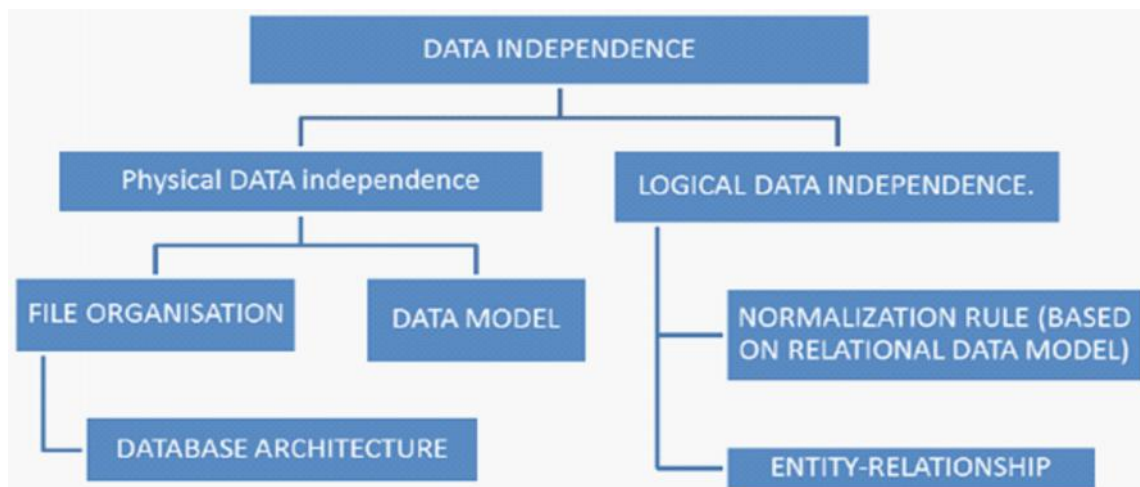 DATA INDEPENDENCE
Physical DATA independence
LOGICAL DATA INDEPENDENCE.
FILE ORGANISATION
DATA MODEL
NORMALIZATION RULE (BASED
ON RELATIONAL DATA MODEL)
DATABASE ARCHITECTURE
ENTITY-RELATIONSHIP